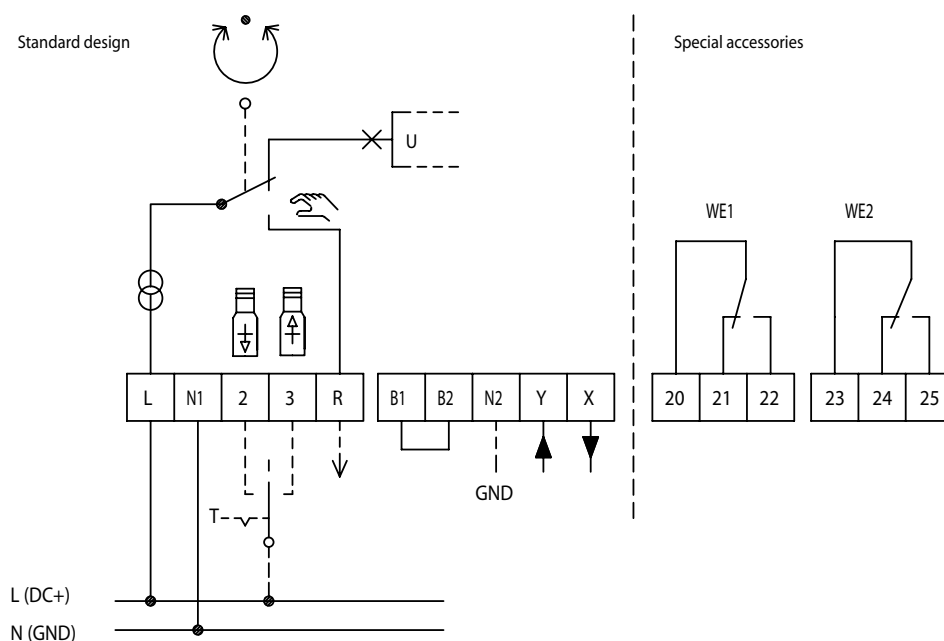 Standard design
Special accessories
U
WE1 WE2
L N1 2 3 R B1 B2 N2 Y X 20 21 22 23 24 25
GND
T
L (DC+)
N (GND)